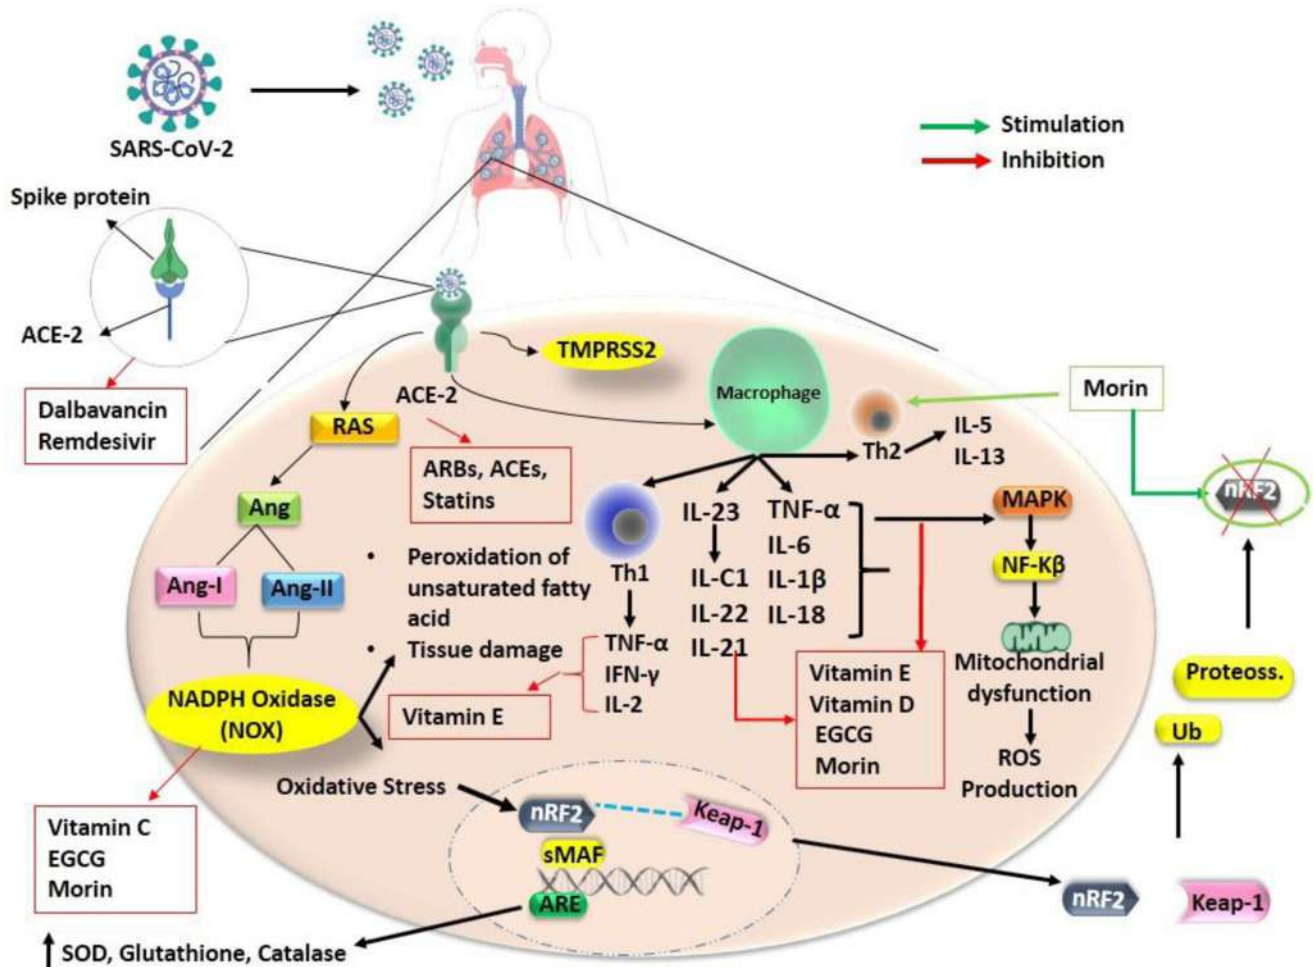 SARS-CoV-2
Stimulation
Inhibition
Spike protein
ACE-2
Dalbavancin
Remdesivir
TMPRSS2
Macrophage
Morin
ACE-2
RAS
ARBs, ACEs,
Statins
Th2
IL-5
IL-13
nRF2
Ang
Ang-I
Ang-II
• Peroxidation of
unsaturated fatty
acid
• Tissue damage
Th1
TNF-α
IFN-γ
IL-2
IL-23
IL-C1
IL-22
IL-21
TNF-α
IL-6
IL-1β
IL-18
MAPK
NF-Kβ
Mitochondrial
dysfunction
ROS
Production
Vitamin E
Vitamin E
Vitamin D
EGCG
Morin
NADPH Oxidase
(NOX)
Oxidative Stress
Vitamin C
EGCG
Morin
nRF2
Keap-1
sMAF
ARE
SOD, Glutathione, Catalase
Proteoss.
Ub
nRF2
Keap-1